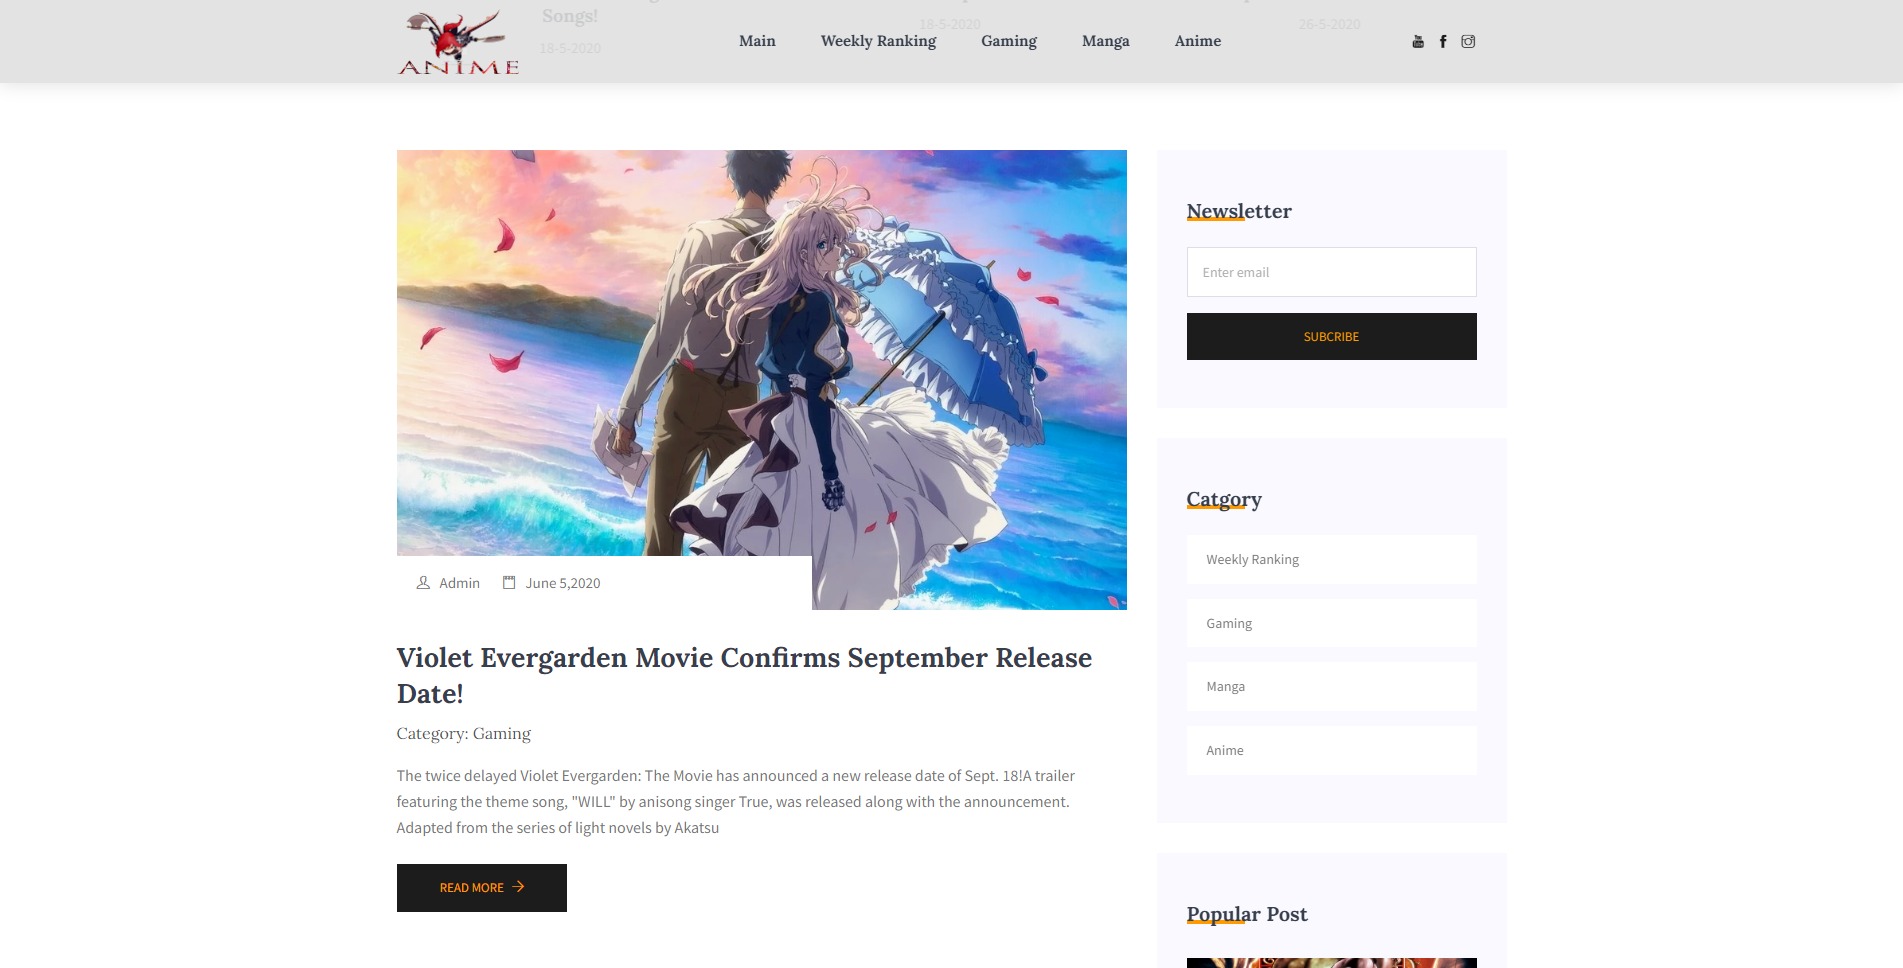 Songs!
18-5-2020
18-5-2020
26-5-2020
ANIME
Main
Weekly Ranking
Gaming
Manga
Anime
Newsletter
Enter email
SUBCRIBE
Admin
June 5,2020
Violet Evergarden Movie Confirms September Release
Date!
Category: Gaming
The twice delayed Violet Evergarden: The Movie has announced a new release date of Sept. 18!A trailer
featuring the theme song, "WILL" by anisong singer True, was released along with the announcement.
Adapted from the series of light novels by Akatsu
READ MORE
Catgory
Weekly Ranking
Gaming
Manga
Anime
Popular Post